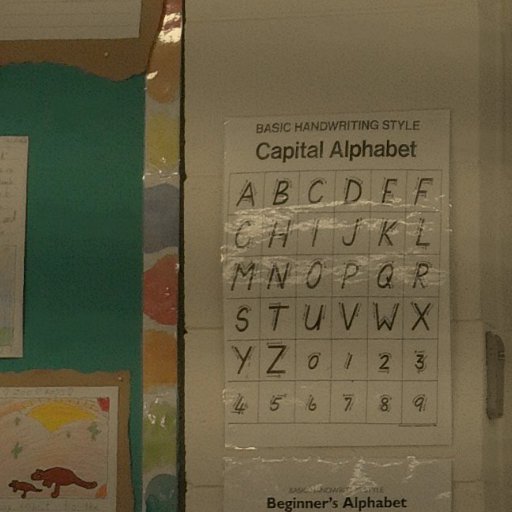 BASIC HANDWRITING STYLE
Capital Alphabet
A B C D E F
G H I J K L
M N O P Q R
S T U V W X
Y Z 0 1 2 3
4 5 6 7 8 9
BASIC HANDWRITING STYLE
Beginner's Alphabet